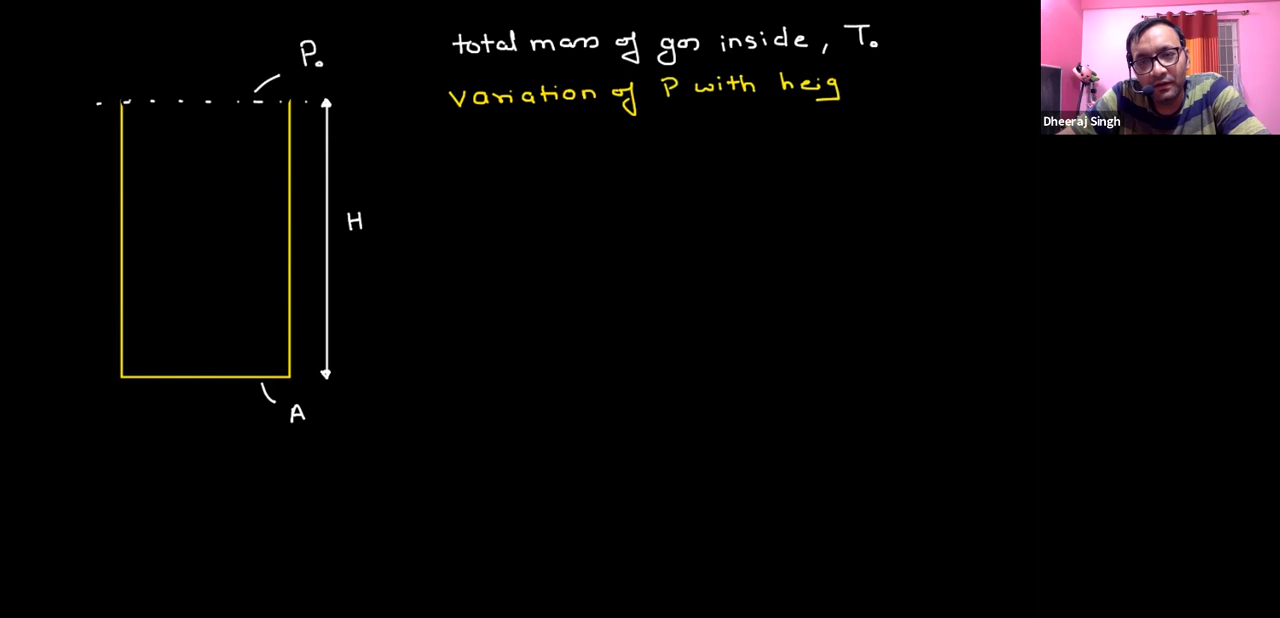 total mass of gas inside, T₀
P₀
variation of P with heig
H
A
Dheeraj Singh